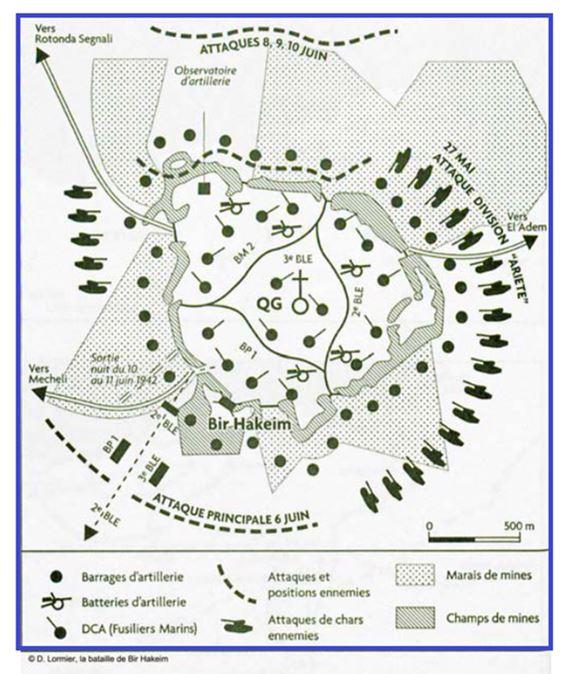 Vers
Rotonda Segnali
ATTAQUES 8, 9, 10 JUIN
Observatoire
d'artillerie
27 MAI
ATTAQUE DIVISION
"ARIETE"
Vers
El Adem
BM 2
3e BLE
QG
2e BLE
BP 1
Sortie
nuit du 10
au 11 juin 1942
Vers
Mecheli
2e BLE
Bir Hakeim
BP 1
3e BLE
2e BLE
ATTAQUE PRINCIPALE 6 JUIN
0 500 m
Barrages d'artillerie
Batteries d'artillerie
DCA (Fusiliers Marins)
Attaques et
positions ennemies
Attaques de chars
ennemies
Marais de mines
Champs de mines
© D. Lormier, la bataille de Bir Hakeim